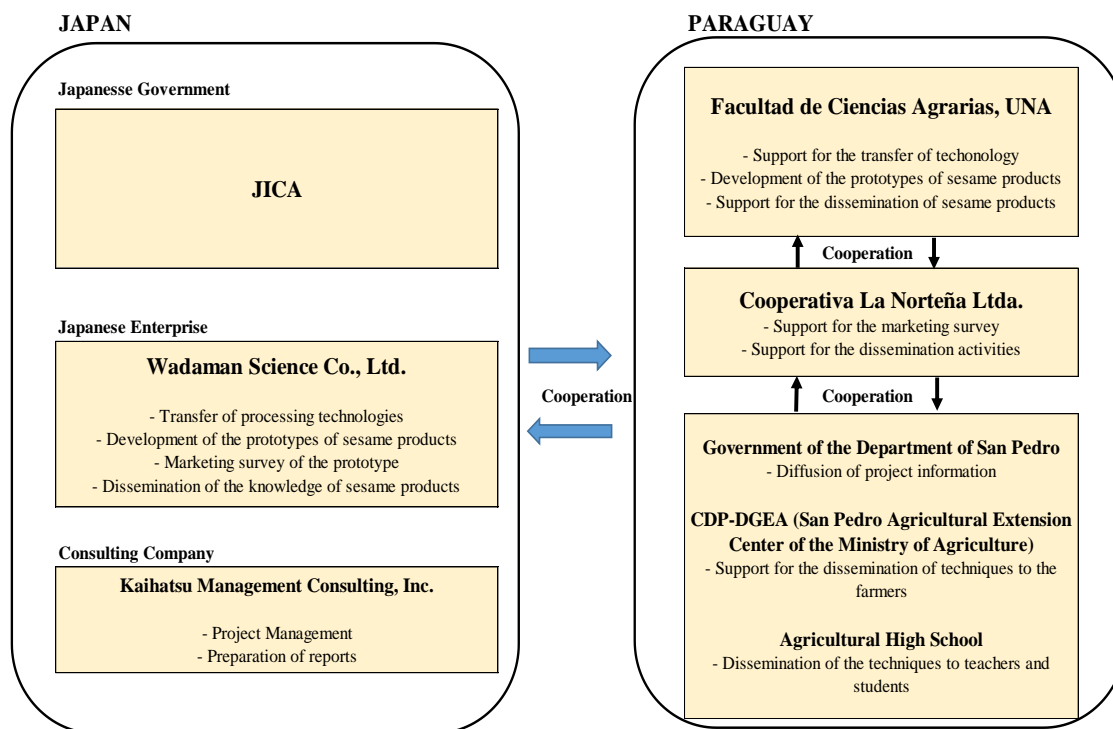 JAPAN
Japanesse Government
JICA
Japanese Enterprise
Wadaman Science Co., Ltd.
- Transfer of processing technologies
- Development of the prototypes of sesame products
- Marketing survey of the prototype
- Dissemination of the knowledge of sesame products
Consulting Company
Kaihatsu Management Consulting, Inc.
- Project Management
- Preparation of reports
Cooperation
PARAGUAY
Facultad de Ciencias Agrarias, UNA
- Support for the transfer of techonology
- Development of the prototypes of sesame products
- Support for the dissemination of sesame products
Cooperation
Cooperativa La Norteña Ltda.
- Support for the marketing survey
- Support for the dissemination activities
Cooperation
Government of the Department of San Pedro
- Diffusion of project information
CDP-DGEA (San Pedro Agricultural Extension
Center of the Ministry of Agriculture)
- Support for the dissemination of techniques to the
farmers
Agricultural High School
- Dissemination of the techniques to teachers and
students